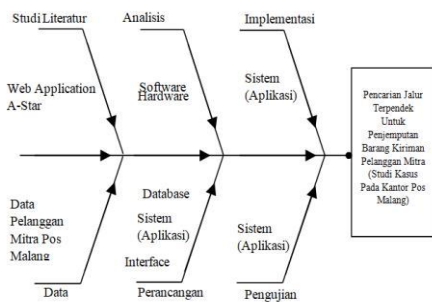 Studi Literatur
Analisis
Implementasi
Web Application
A-Star
Software
Hardware
Sistem
(Aplikasi)
Pencarian Jalur
Terpendek
Untuk
Penjemputan
Barang Kiriman
Pelanggan Mitra
(Studi Kasus
Pada Kantor Pos
Malang)
Data
Pelanggan
Mitra Pos
Malang
Database
Sistem
(Aplikasi)
Interface
Sistem
(Aplikasi)
Data
Perancangan
Pengujian